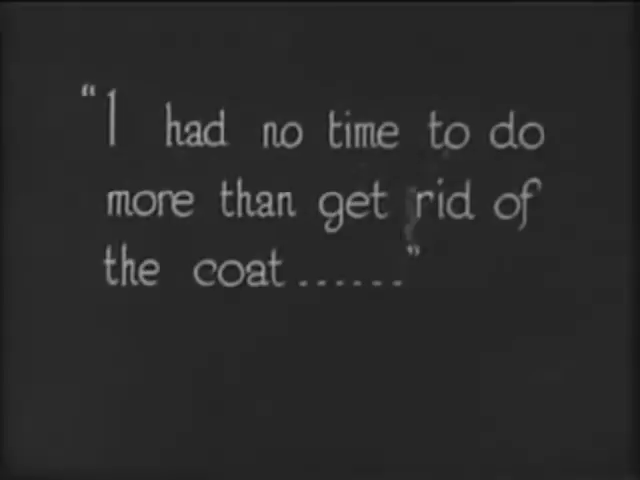 “I had no time to do
more than get rid of
the coat......”